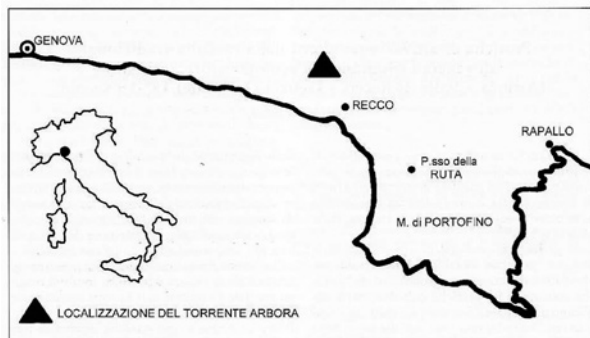 GENOVA
RECCO
RAPALLO
P.sso della
RUTA
M. di PORTOFINO
LOCALIZZAZIONE DEL TORRENTE ARBORA